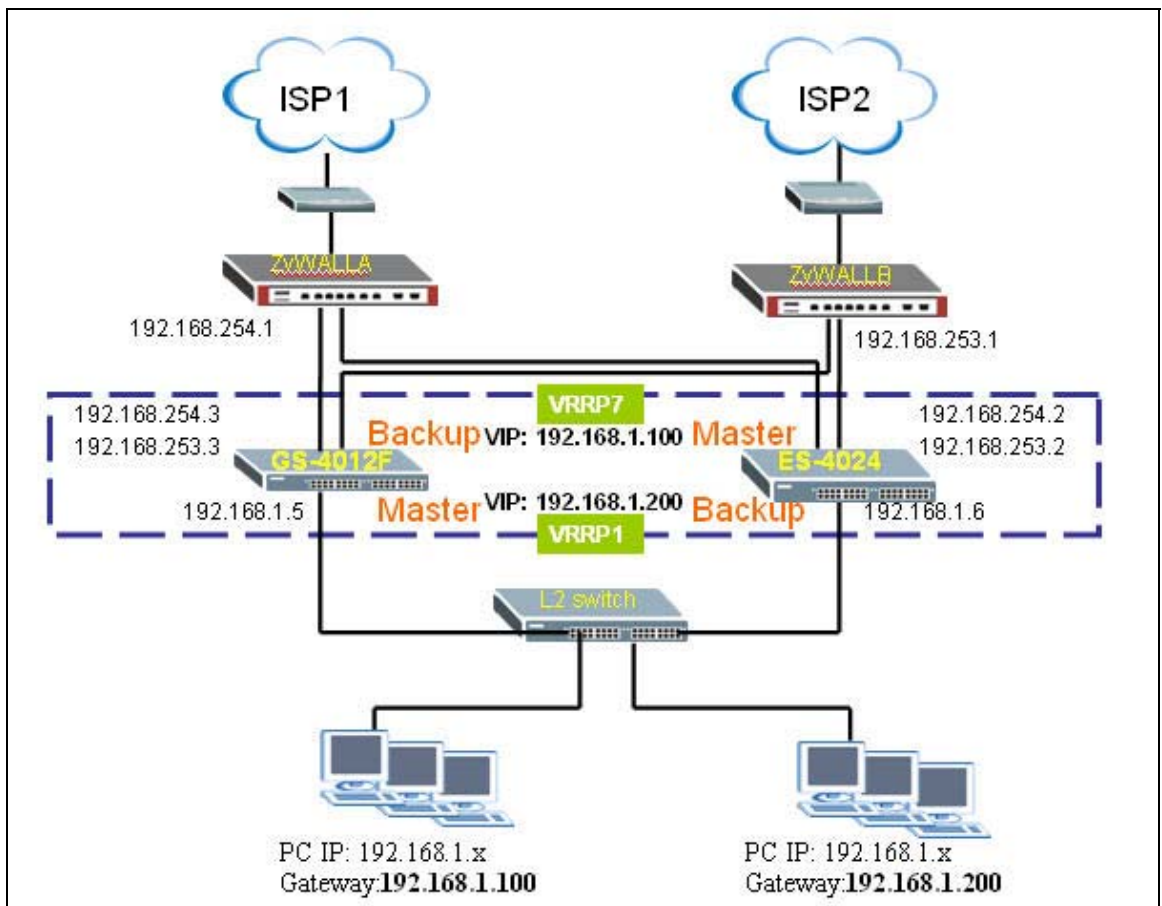 ISP1
ISP2
ZyWALLA
ZyWALLB
192.168.254.1
192.168.253.1
VRRP7
192.168.254.3
192.168.254.2
Backup VIP: 192.168.1.100 Master
192.168.253.3
192.168.253.2
GS-4012F
ES-4024
192.168.1.5
Master VIP: 192.168.1.200 Backup
192.168.1.6
VRRP1
L2 switch
PC IP: 192.168.1.x
Gateway:192.168.1.100
PC IP: 192.168.1.x
Gateway:192.168.1.200